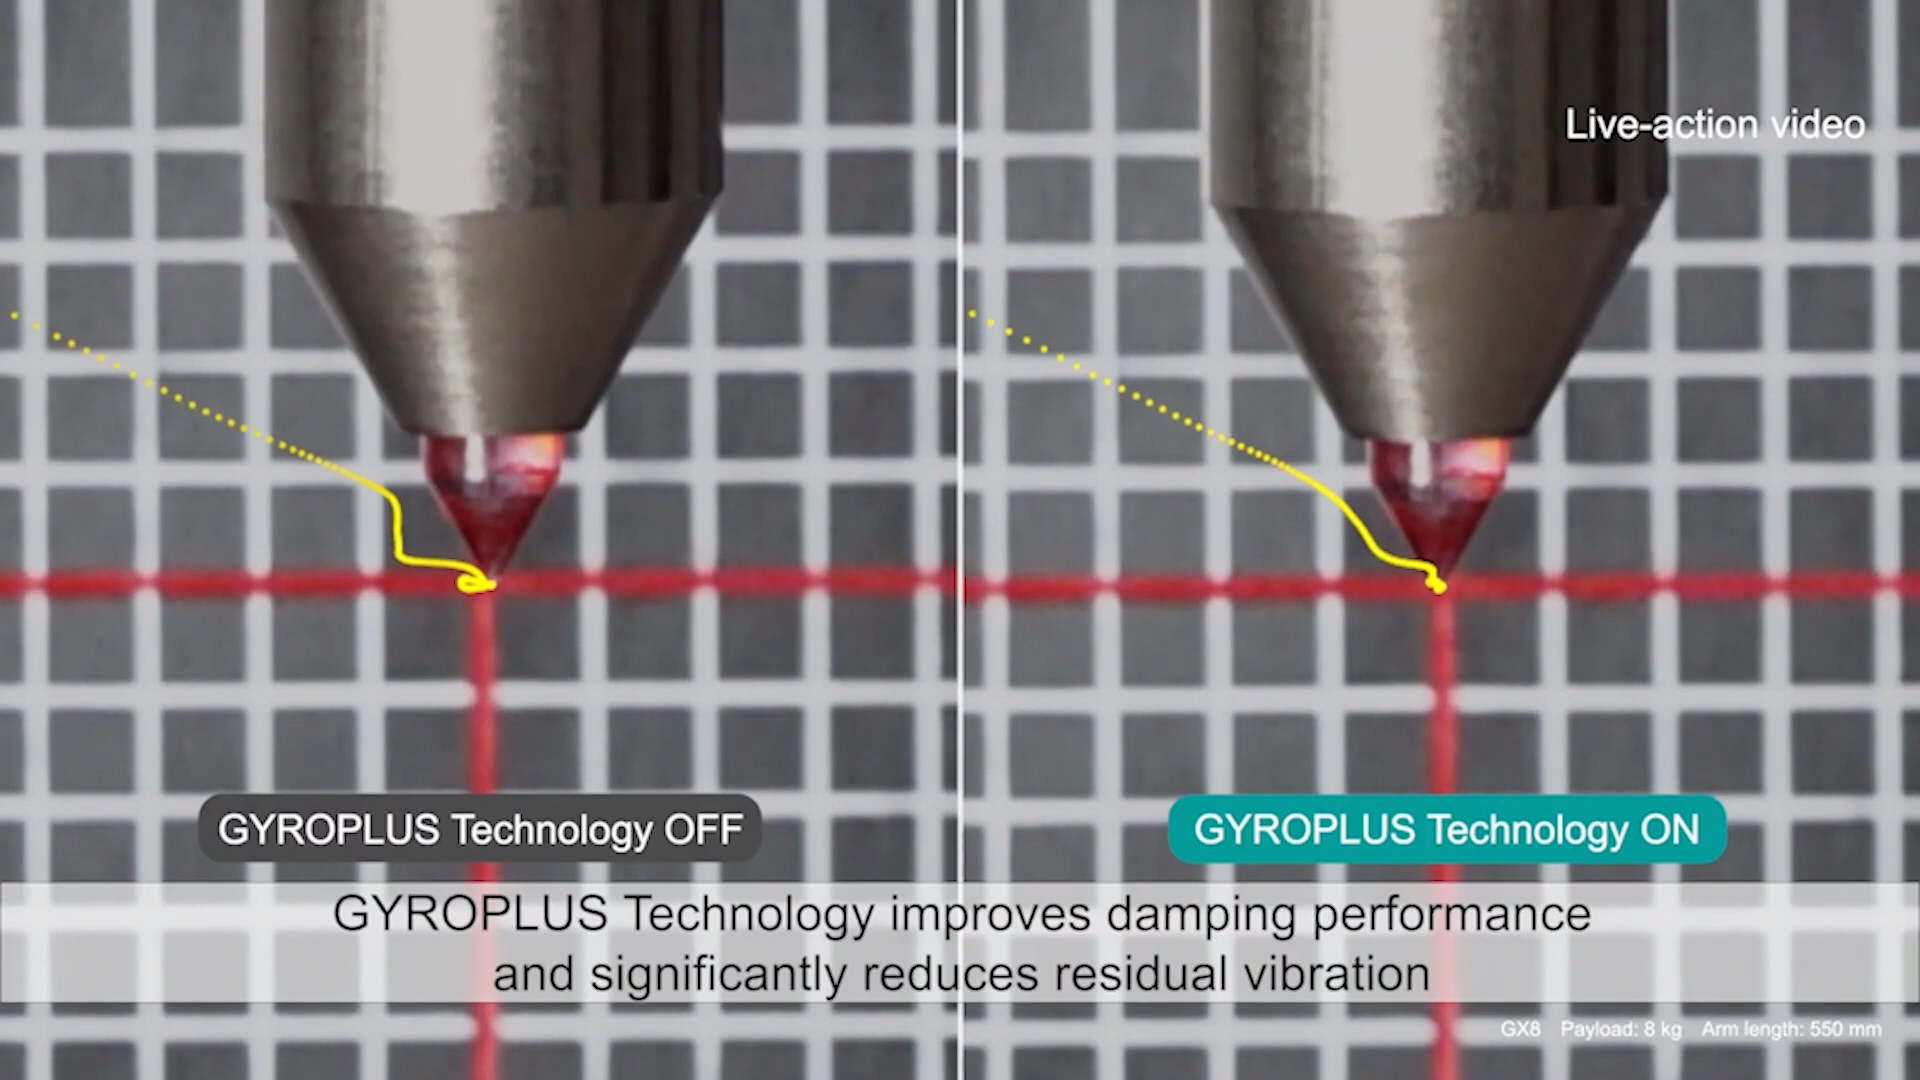 Live-action video
GYROPLUS Technology OFF
GYROPLUS Technology ON
GYROPLUS Technology improves damping performance
and significantly reduces residual vibration
GX8 Payload: 8 kg Arm length: 550 mm